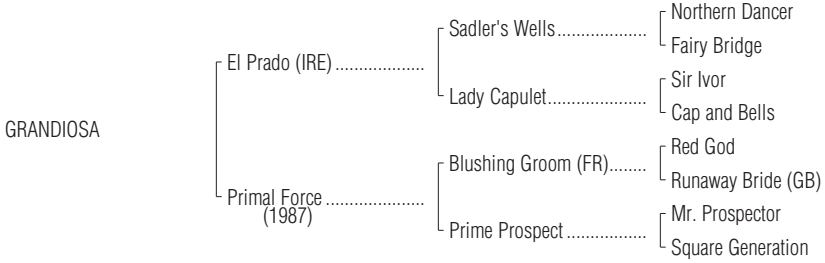 Northern Dancer
Sadler's Wells...................
Fairy Bridge
El Prado (IRE) ...................
Sir Ivor
Lady Capulet.....................
Cap and Bells
GRANDIOSA
Red God
Blushing Groom (FR)........
Runaway Bride (GB)
Primal Force .....................
(1987)
Mr. Prospector
Prime Prospect .................
Square Generation